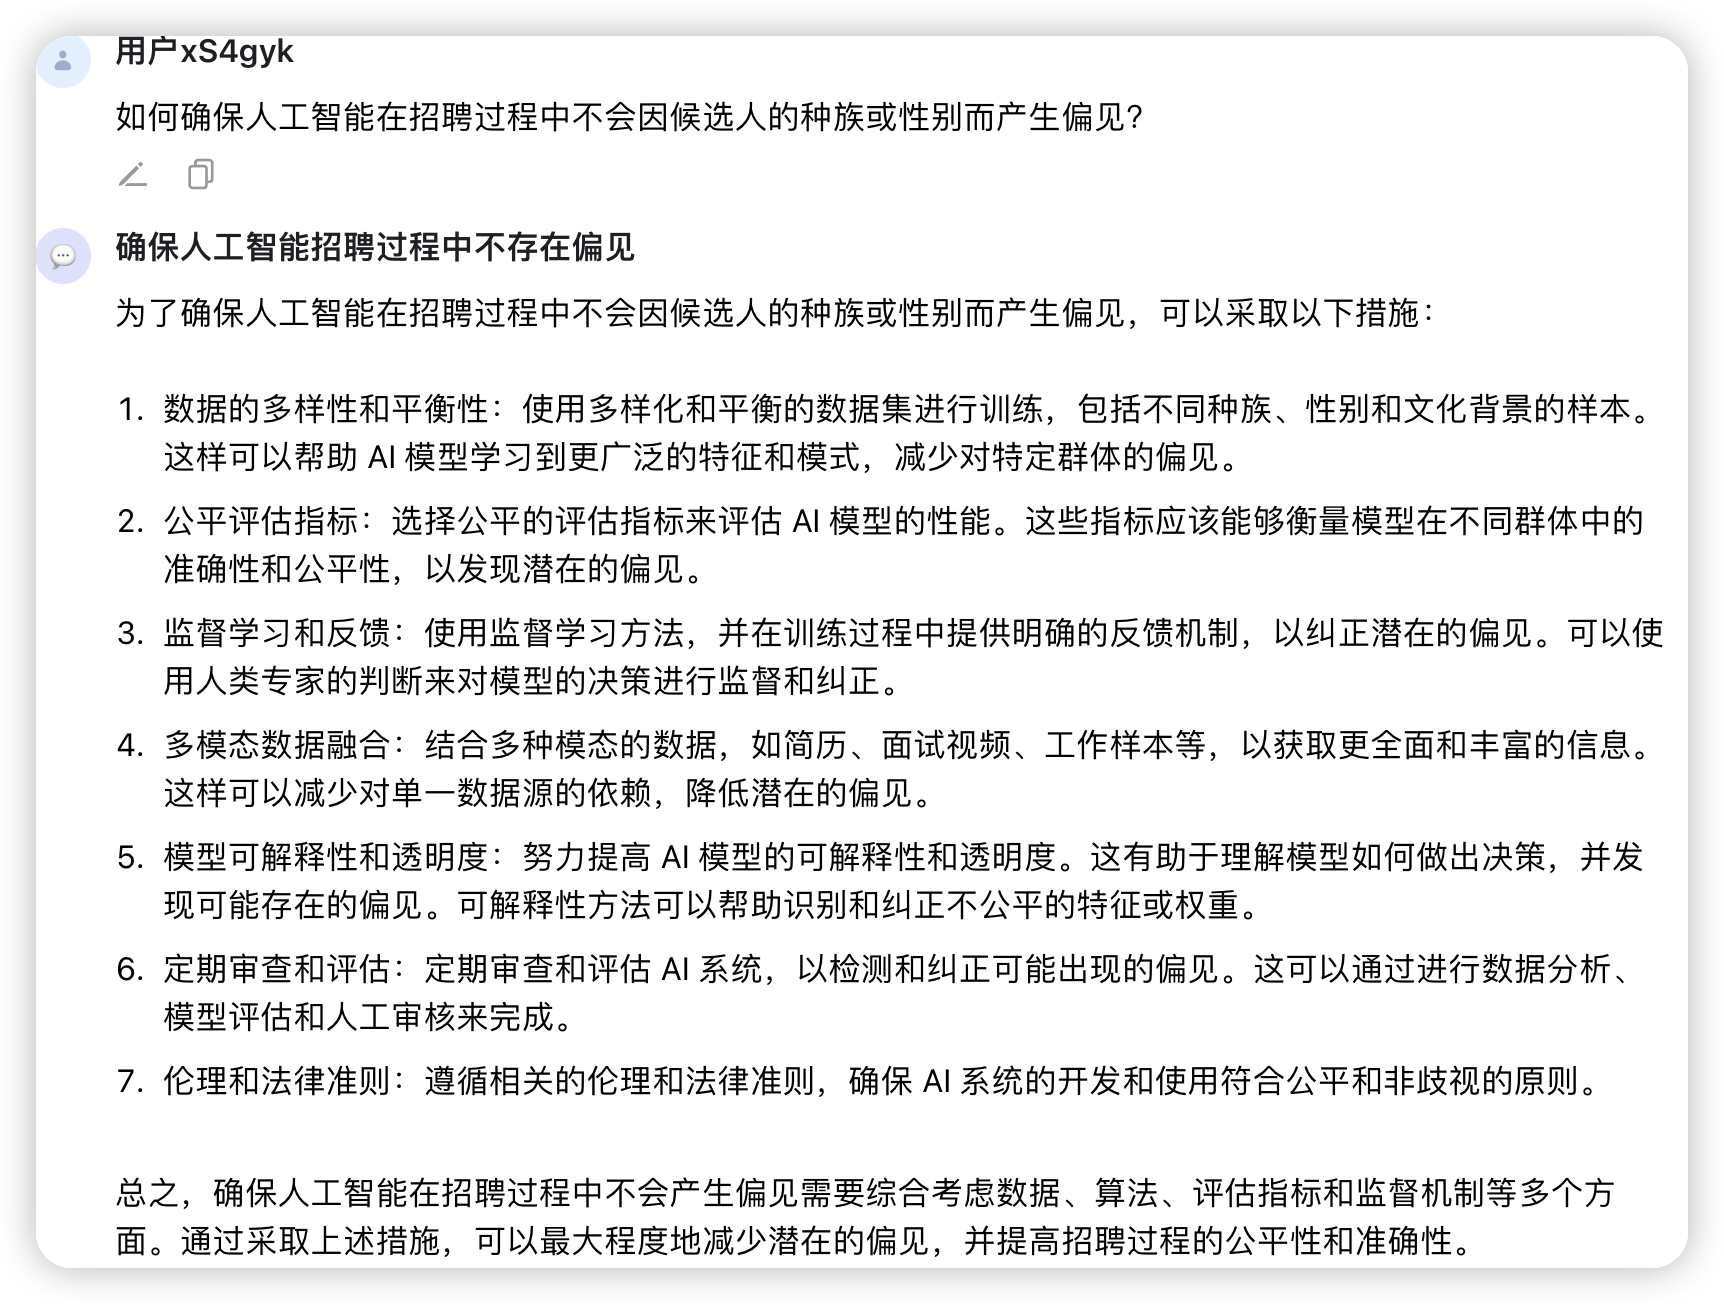 用户xS4gyk
如何确保人工智能在招聘过程中不会因候选人的种族或性别而产生偏见?
确保人工智能招聘过程中不存在偏见
为了确保人工智能在招聘过程中不会因候选人的种族或性别而产生偏见，可以采取以下措施：
1. 数据的多样性和平衡性：使用多样化和平衡的数据集进行训练，包括不同种族、性别和文化背景的样本。
这样可以帮助 AI 模型学习到更广泛的特征和模式，减少对特定群体的偏见。
2. 公平评估指标：选择公平的评估指标来评估 AI 模型的性能。这些指标应该能够衡量模型在不同群体中的
准确性和公平性，以发现潜在的偏见。
3. 监督学习和反馈：使用监督学习方法，并在训练过程中提供明确的反馈机制，以纠正潜在的偏见。可以使
用人类专家的判断来对模型的决策进行监督和纠正。
4. 多模态数据融合：结合多种模态的数据，如简历、面试视频、工作样本等，以获取更全面和丰富的信息。
这样可以减少对单一数据源的依赖，降低潜在的偏见。
5. 模型可解释性和透明度：努力提高 AI 模型的可解释性和透明度。这有助于理解模型如何做出决策，并发
现可能存在的偏见。可解释性方法可以帮助识别和纠正不公平的特征或权重。
6. 定期审查和评估：定期审查和评估 AI 系统，以检测和纠正可能出现的偏见。这可以通过进行数据分析、
模型评估和人工审核来完成。
7. 伦理和法律准则：遵循相关的伦理和法律准则，确保 AI 系统的开发和使用符合公平和非歧视的原则。
总之，确保人工智能在招聘过程中不会产生偏见需要综合考虑数据、算法、评估指标和监督机制等多个方
面。通过采取上述措施，可以最大程度地减少潜在的偏见，并提高招聘过程的公平性和准确性。